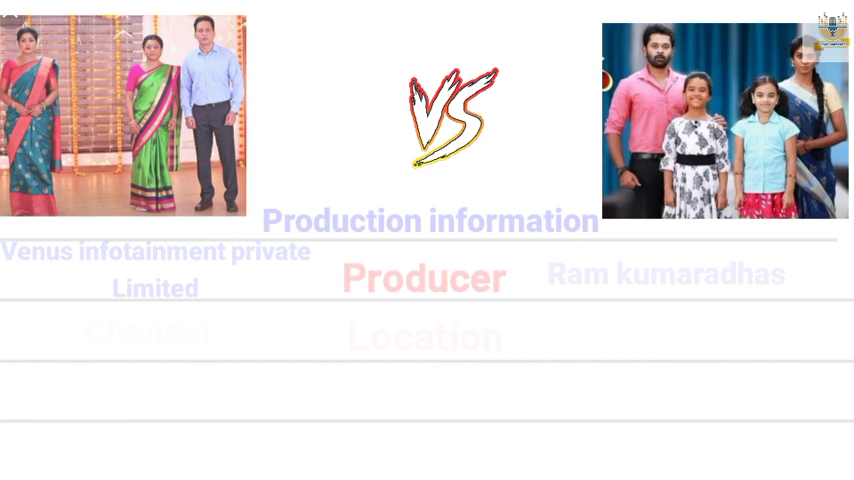 VS
Production information
Venus infotainment private
Limited
Producer
Ram kumaradhas
Chennai
Location